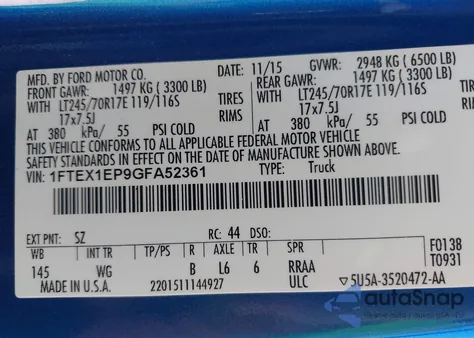 MFD. BY FORD MOTOR CO. 11/15 GVWR: 2948 KG ( 6500 LB)
FRONT GAWR: 1497 KG ( 3300 LB) REAR GAWR: 1497 KG ( 3300 LB)
WITH LT245/70R17E 119/116S TIRES WITH LT245/70R17E 119/116S
17x7.5J RIMS 17x7.5J
AT 380 kPa/ 55 PSI COLD AT 380 kPa/ 55 PSI COLD
THIS VEHICLE CONFORMS TO ALL APPLICABLE FEDERAL MOTOR VEHICLE
SAFETY STANDARDS IN EFFECT ON THE DATE OF MANUFACTURE SHOWN ABOVE.
VIN: 1FTEX1EP9GFA52361 TYPE: Truck
EXT PNT: SZ RC: 44 DSO:
WB INT TR TP/PS R AXLE TR SPR F0138
145 WG B L6 6 RRAA T0931
MADE IN U.S.A. 2201511144927 ULC ▽5U5A-3520472-AA
autoSnap